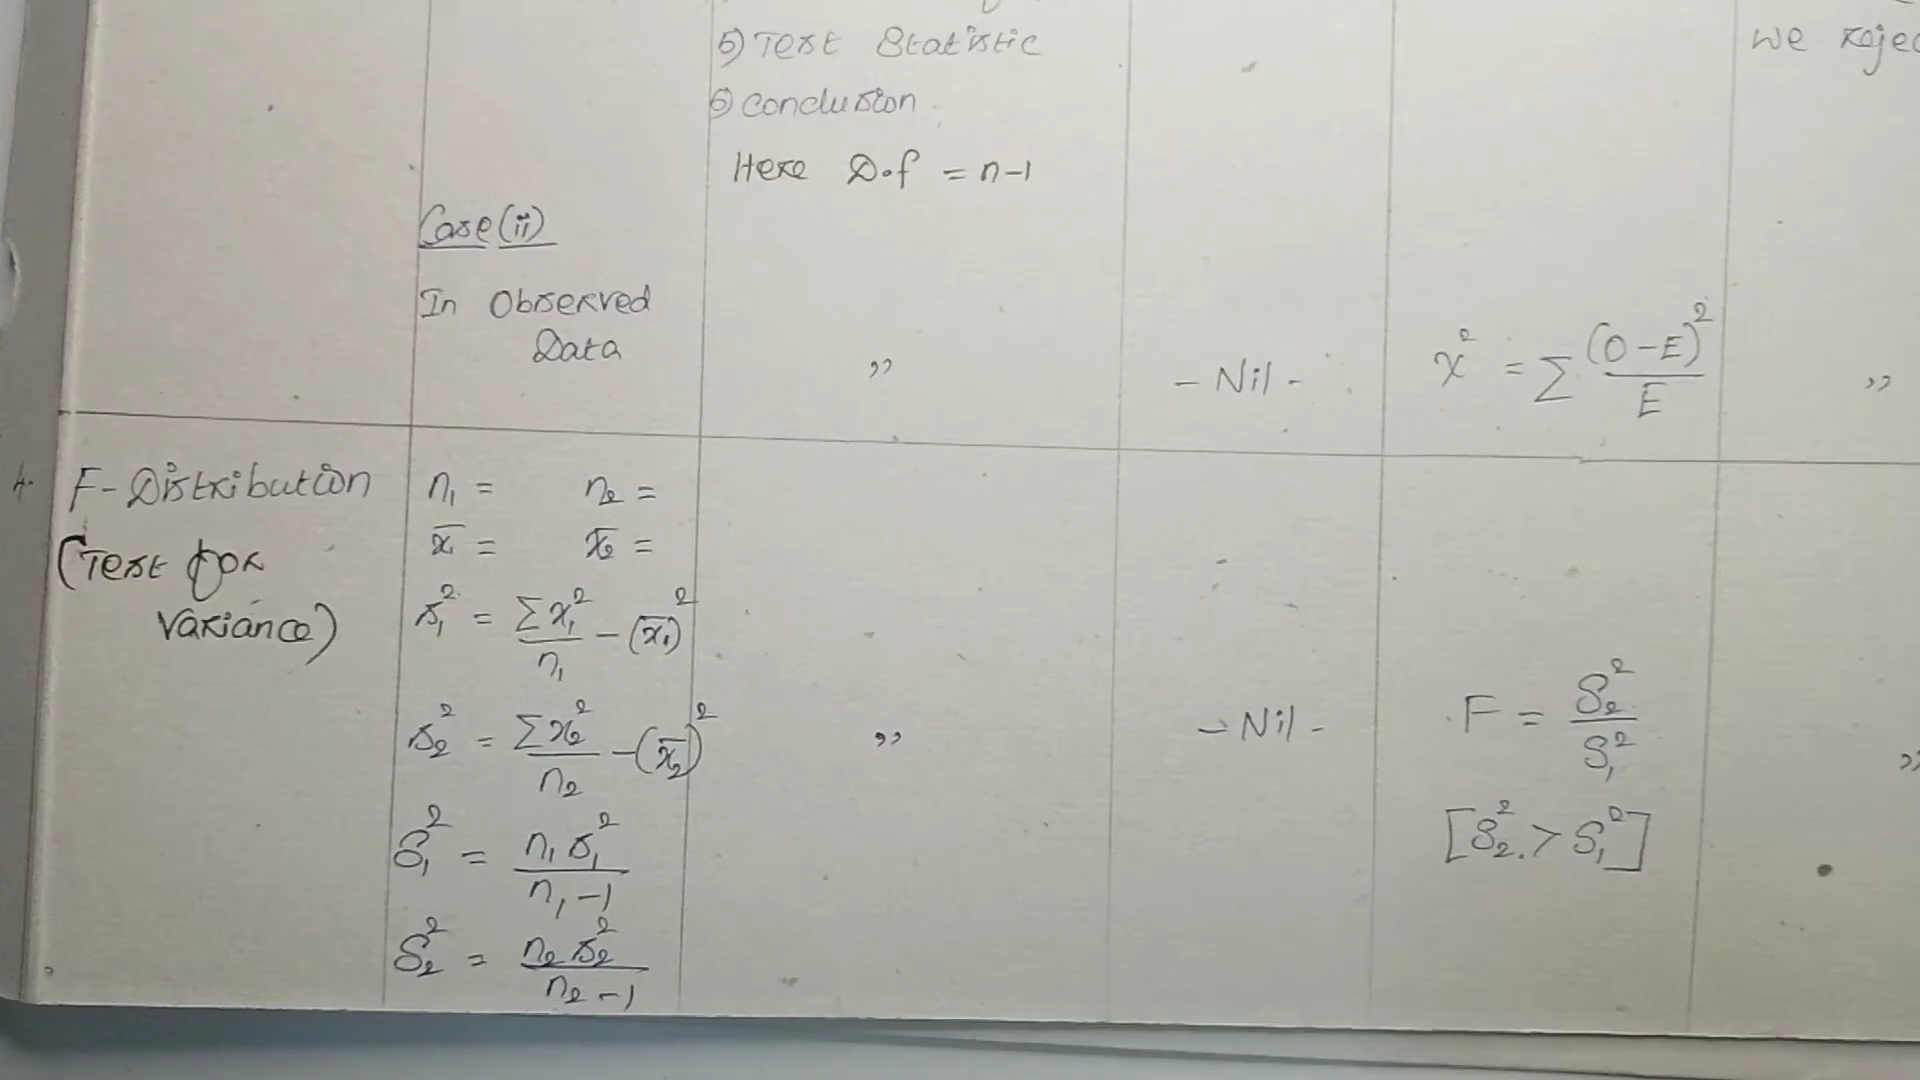 5) Test Statistic
6) Conclusion.
Here D.f = n-1
we rejec
Case (ii)
In Observed
Data
,,
- Nil -
χ² = Σ (O-E)² / E
,,
4. F-Distribution
(Test for
Variance)
n₁ = n₂ =
x̄₁ = x̄₂ =
s₁² = Σx₁² / n₁ - (x̄₁)²
s₂² = Σx₂² / n₂ - (x̄₂)²
S₁² = n₁s₁² / n₁-1
S₂² = n₂s₂² / n₂-1
,,
- Nil -
F = S₂² / S₁²
[S₂² > S₁²]
,,